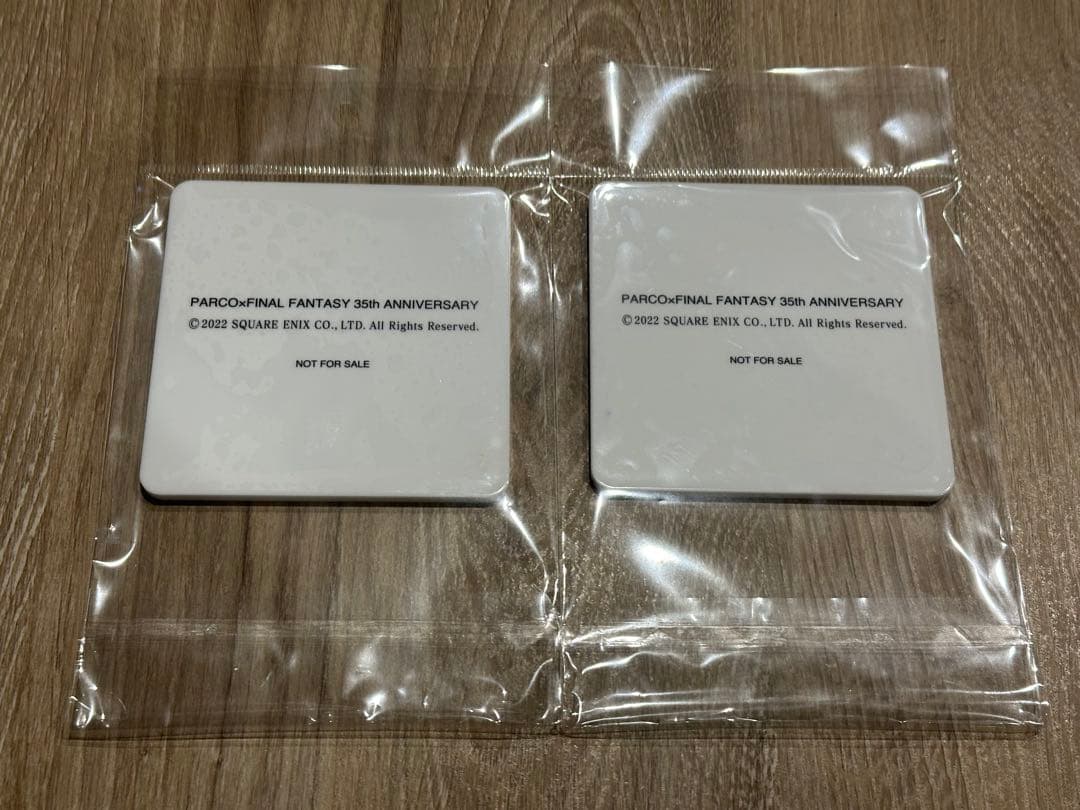 PARCO×FINAL FANTASY 35th ANNIVERSARY
©2022 SQUARE ENIX CO., LTD. All Rights Reserved.
NOT FOR SALE
PARCO×FINAL FANTASY 35th ANNIVERSARY
©2022 SQUARE ENIX CO., LTD. All Rights Reserved.
NOT FOR SALE